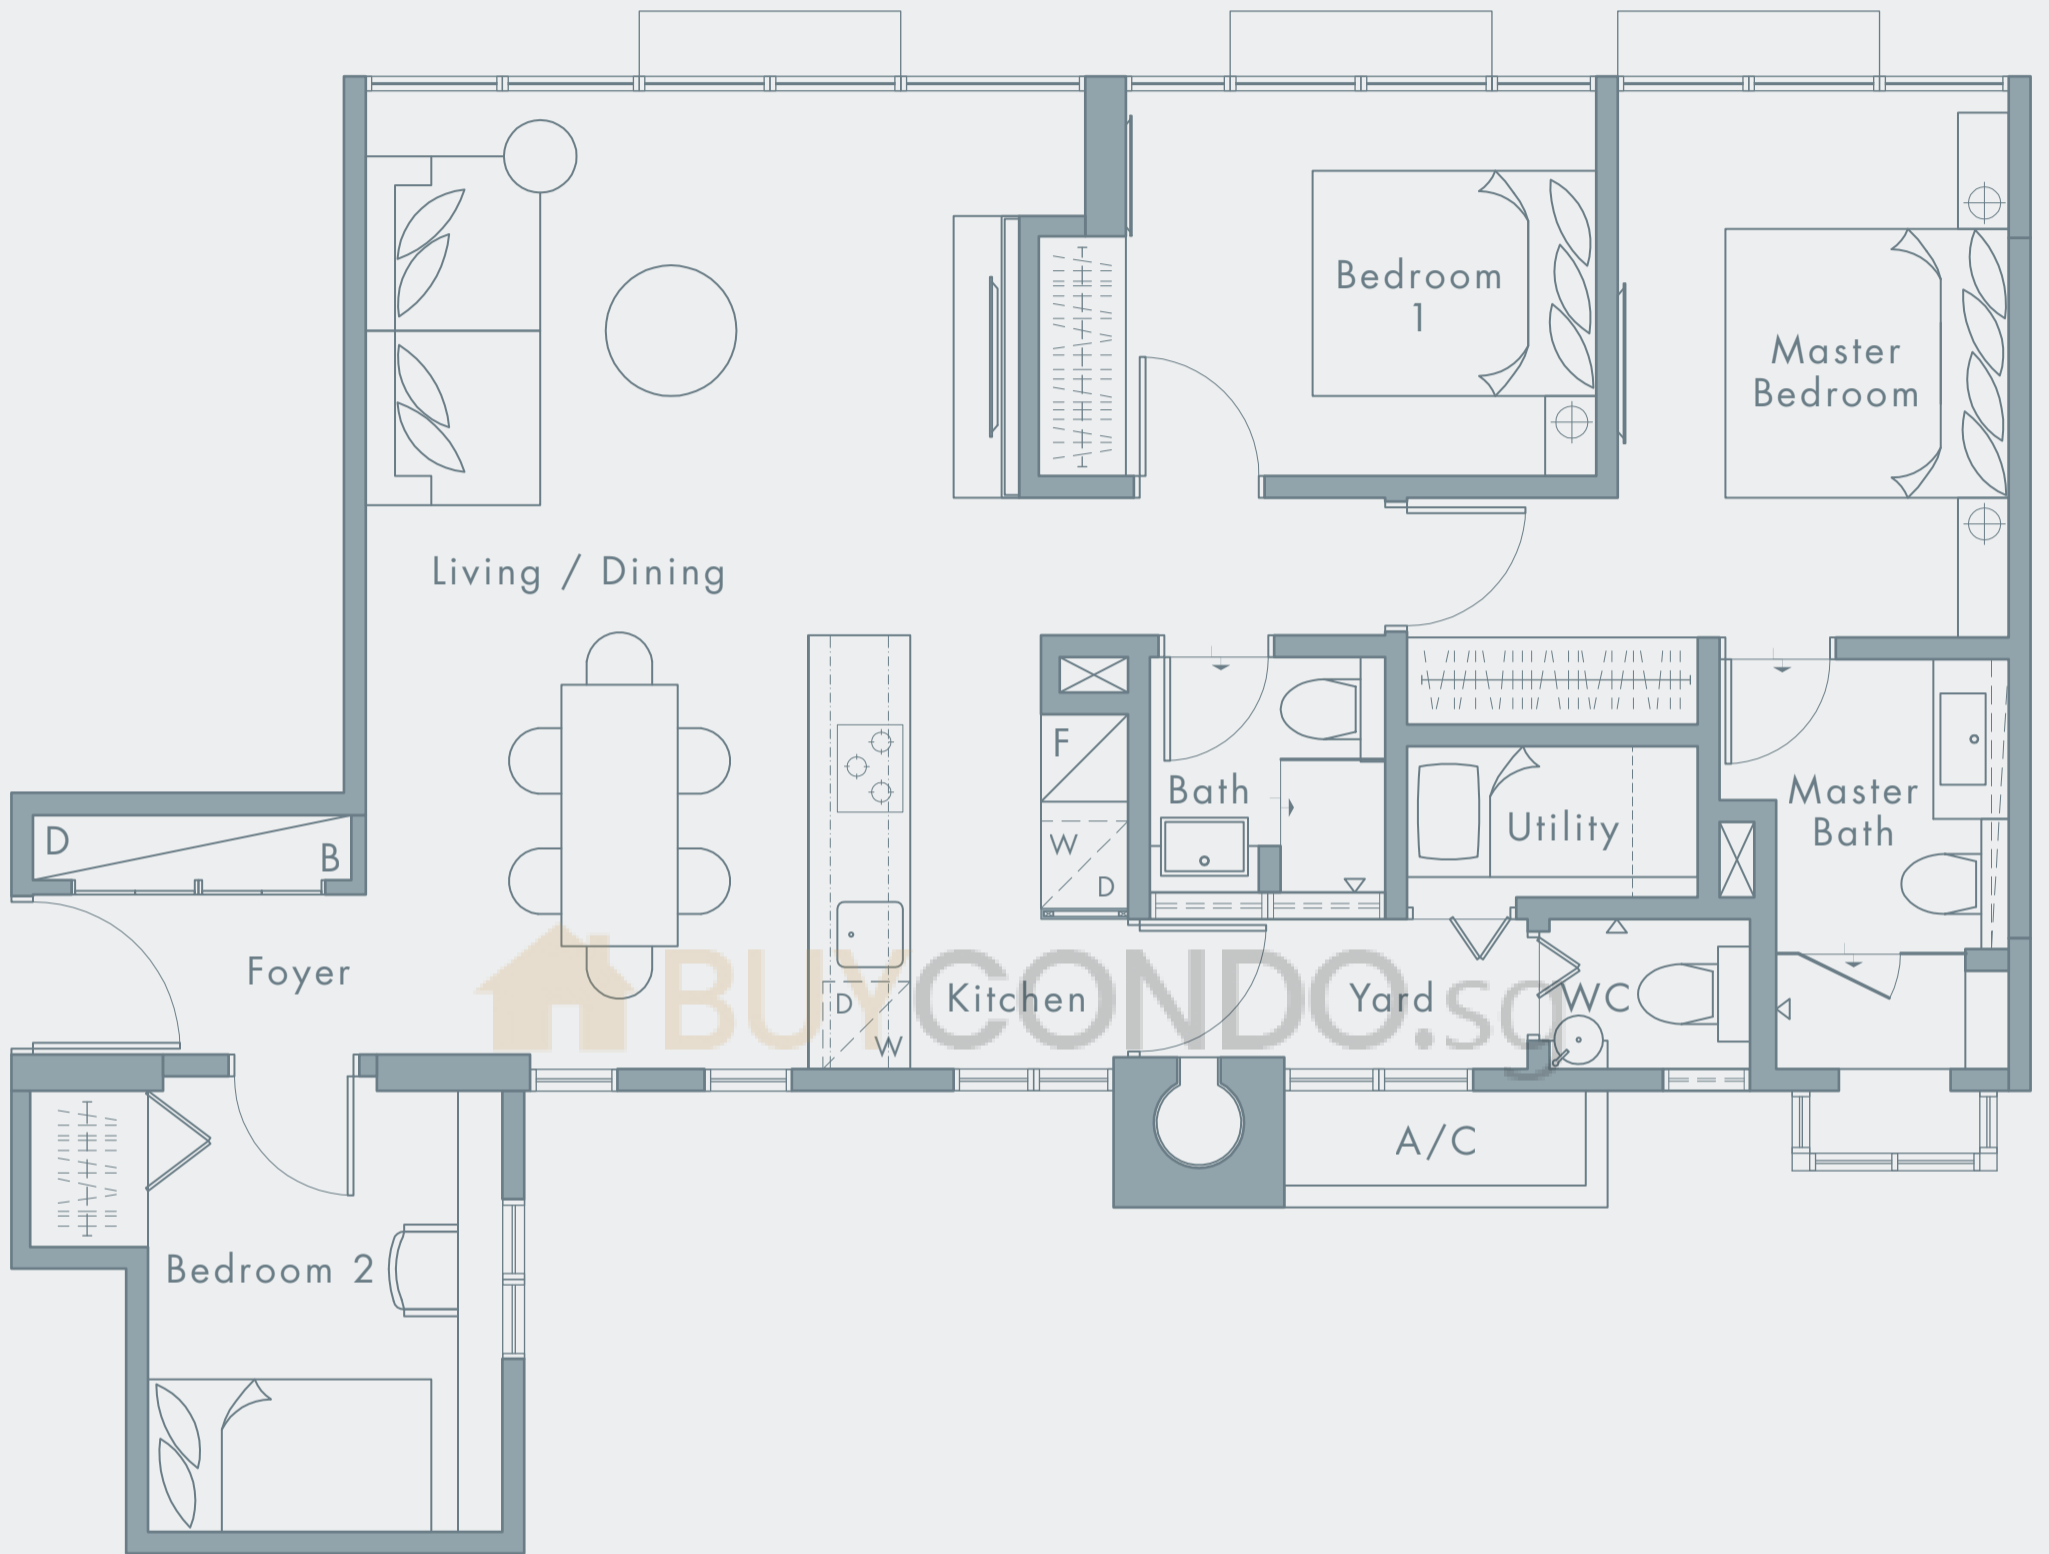 Bedroom
1
Master
Bedroom
Living / Dining
F
W
D
Bath
Utility
Master
Bath
D
B
Foyer
D
W
Kitchen
Yard
WC
BUYCONDO.sg
A/C
Bedroom 2